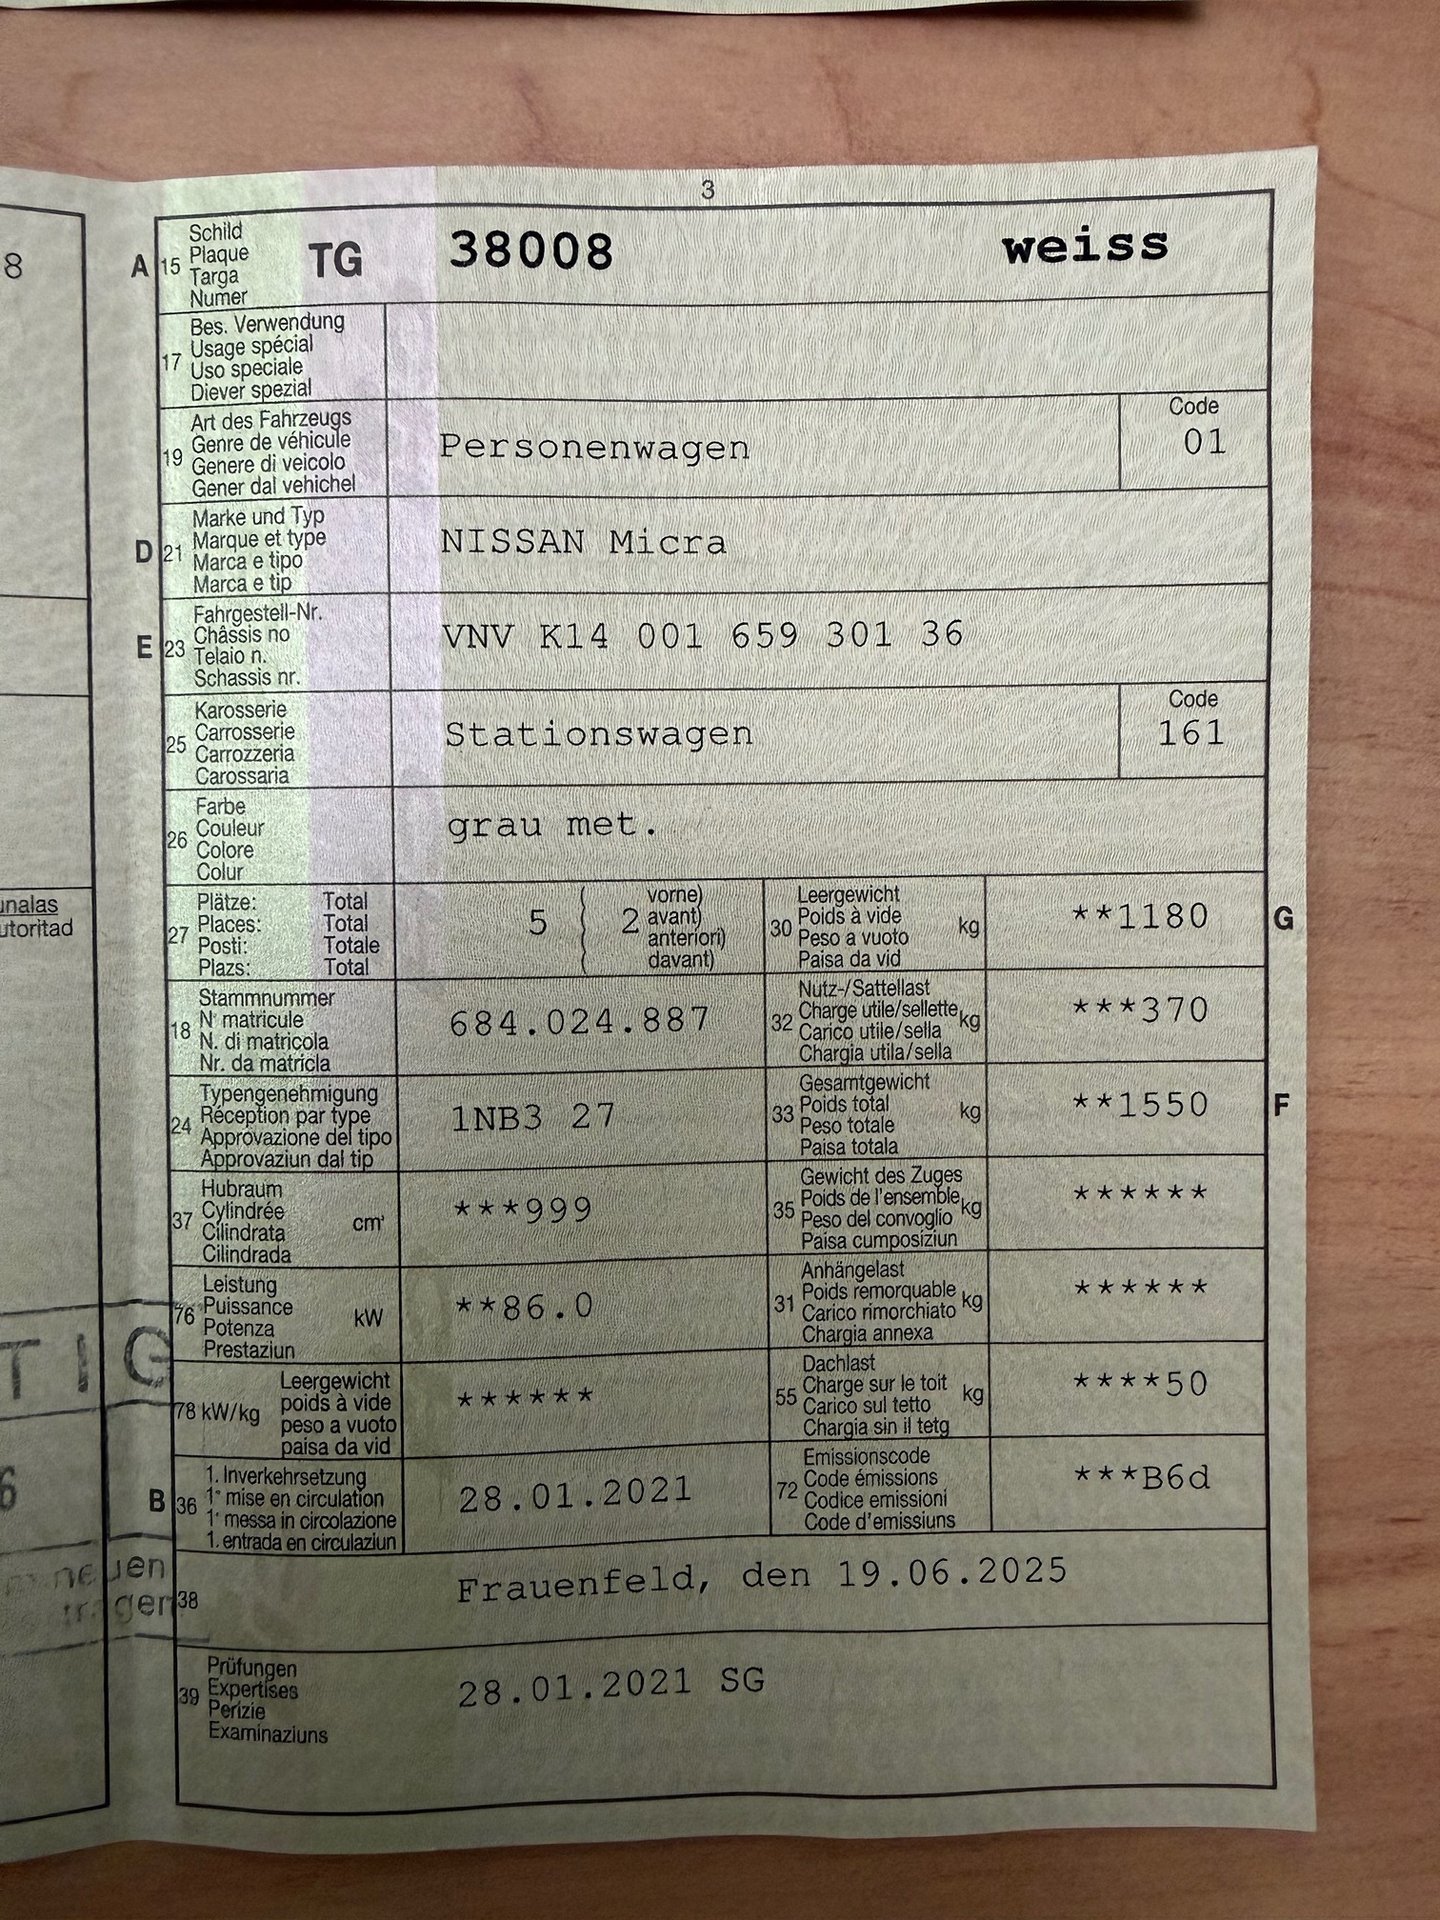 3
8
A 15 Schild
Plaque
Targa
Numer
TG 38008 weiss
17 Bes. Verwendung
Usage spécial
Uso speciale
Diever spezial
19 Art des Fahrzeugs
Genre de véhicule
Genere di veicolo
Gener dal vehichel
Personenwagen
Code
01
D 21 Marke und Typ
Marque et type
Marca e tipo
Marca e tip
NISSAN Micra
E 23 Fahrgestell-Nr.
Châssis no
Telaio n.
Schassis nr.
VNV K14 001 659 301 36
25 Karosserie
Carrosserie
Carrozzeria
Carossaria
Stationswagen
Code
161
26 Farbe
Couleur
Colore
Colur
grau met.
27 Plätze: Total
Places: Total
Posti: Totale
Plazs: Total
5 ( 2 vorne)
avant)
anteriori)
davant)
30 Leergewicht
Poids à vide
Peso a vuoto
Paisa da vid
kg
**1180
G
18 Stammnummer
N° matricule
N. di matricola
Nr. da matricla
684.024.887
32 Nutz-/Sattellast
Charge utile/sellette
Carico utile/sella
Chargia utila/sella
kg
***370
24 Typengenehmigung
Réception par type
Approvazione del tipo
Approvaziun dal tip
1NB3 27
33 Gesamtgewicht
Poids total
Peso totale
Paisa totala
kg
**1550
F
37 Hubraum
Cylindrée
Cilindrata
Cilindrada
cm³
***999
35 Gewicht des Zuges
Poids de l'ensemble
Peso del convoglio
Paisa cumposiziun
kg
******
76 Leistung
Puissance
Potenza
Prestaziun
kW
**86.0
31 Anhängelast
Poids remorquable
Carico rimorchiato
Chargia annexa
kg
******
78 kW/kg Leergewicht
poids à vide
peso a vuoto
paisa da vid
******
55 Dachlast
Charge sur le toit
Carico sul tetto
Chargia sin il tetg
kg
****50
B 36 1. Inverkehrsetzung
1° mise en circulation
1° messa in circolazione
1. entrada en circulaziun
28.01.2021
72 Emissionscode
Code émissions
Codice emissioni
Code d'emissiuns
***B6d
38 Frauenfeld, den 19.06.2025
39 Prüfungen
Expertises
Perizie
Examinaziuns
28.01.2021 SG
unalas
utoritad
TIG
6
neuen
tragen